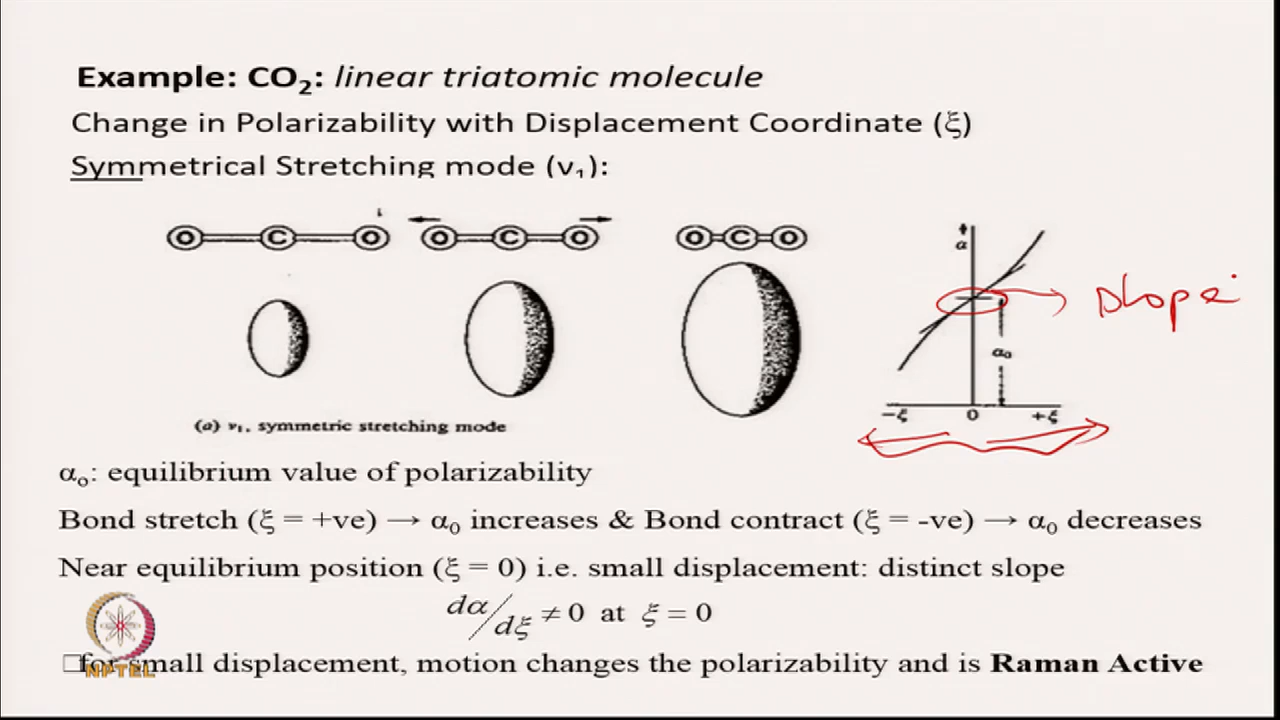 Example: CO₂: linear triatomic molecule
Change in Polarizability with Displacement Coordinate (ξ)
Symmetrical Stretching mode (ν₁):
O C O
O C O
O C O
α
slope
α₀
−ξ 0 +ξ
(a) ν₁, symmetric stretching mode
αₒ: equilibrium value of polarizability
Bond stretch (ξ = +ve) → α₀ increases & Bond contract (ξ = -ve) → α₀ decreases
Near equilibrium position (ξ = 0) i.e. small displacement: distinct slope
dα/dξ ≠ 0 at ξ = 0
□for small displacement, motion changes the polarizability and is Raman Active
NPTEL